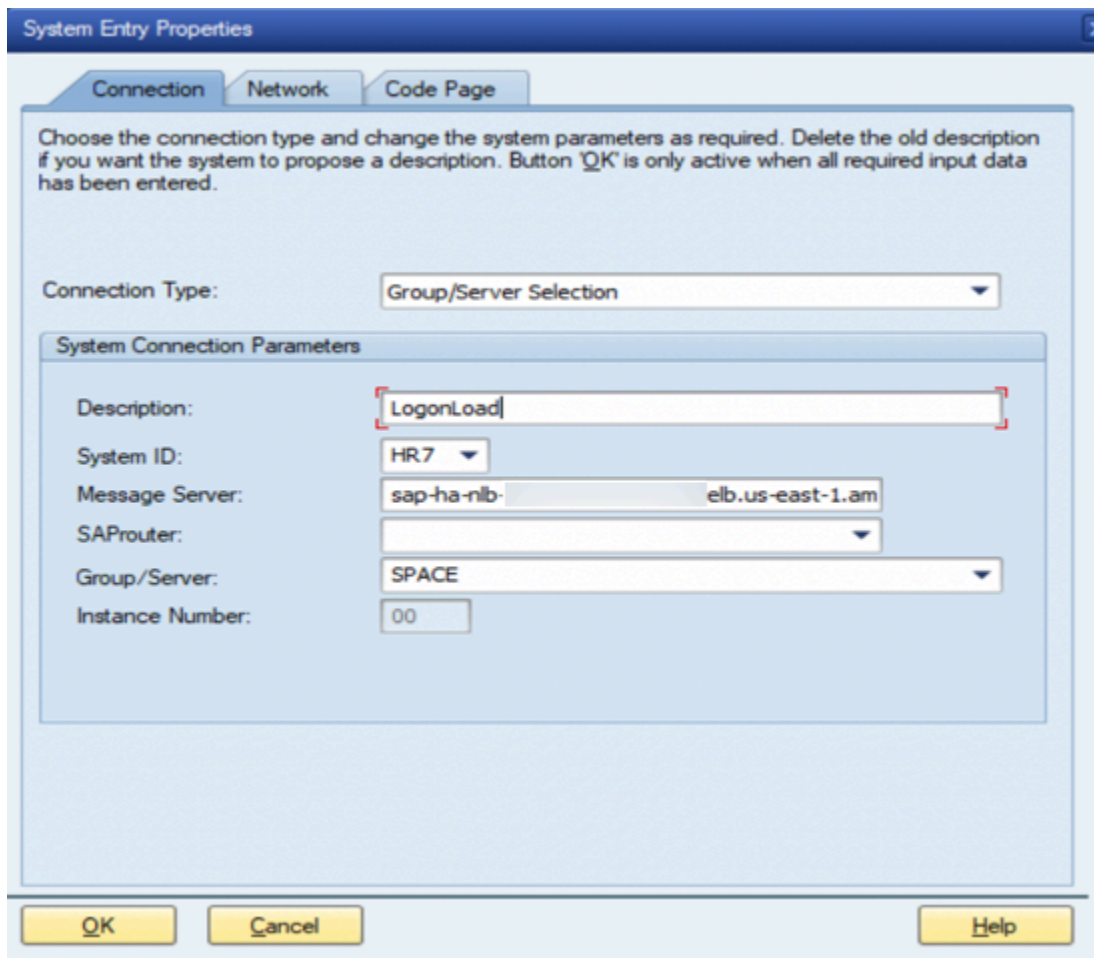 System Entry Properties
Connection
Network
Code Page
Choose the connection type and change the system parameters as required. Delete the old description
if you want the system to propose a description. Button 'OK' is only active when all required input data
has been entered.
Connection Type:
Group/Server Selection
System Connection Parameters
Description:
LogonLoad
System ID:
HR7
Message Server:
sap-ha-nlb- elb.us-east-1.am
SAProuter:
Group/Server:
SPACE
Instance Number:
00
OK
Cancel
Help